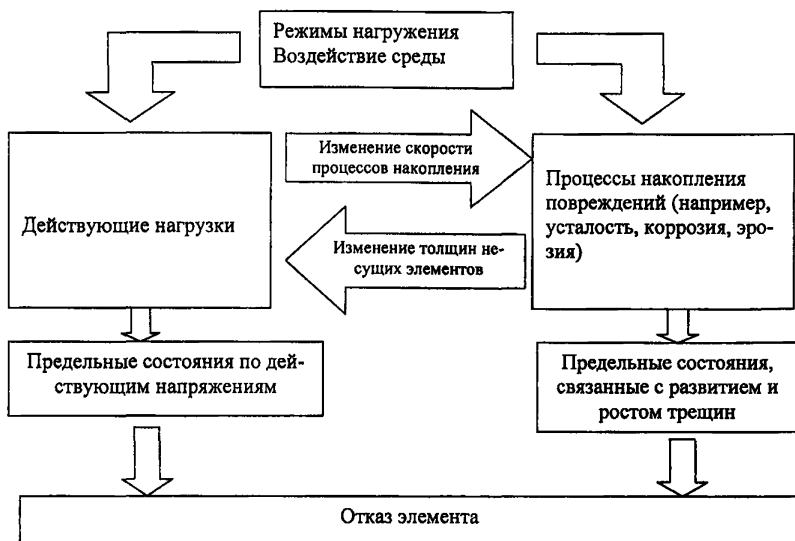 Режимы нагружения
Воздействие среды
Изменение скорости
процессов накопления
Действующие нагрузки
Процессы накопления
повреждений (например,
усталость, коррозия, эро-
зия)
Изменение толщин не-
сущих элементов
Предельные состояния по дей-
ствующим напряжениям
Предельные состояния,
связанные с развитием и
ростом трещин
Отказ элемента